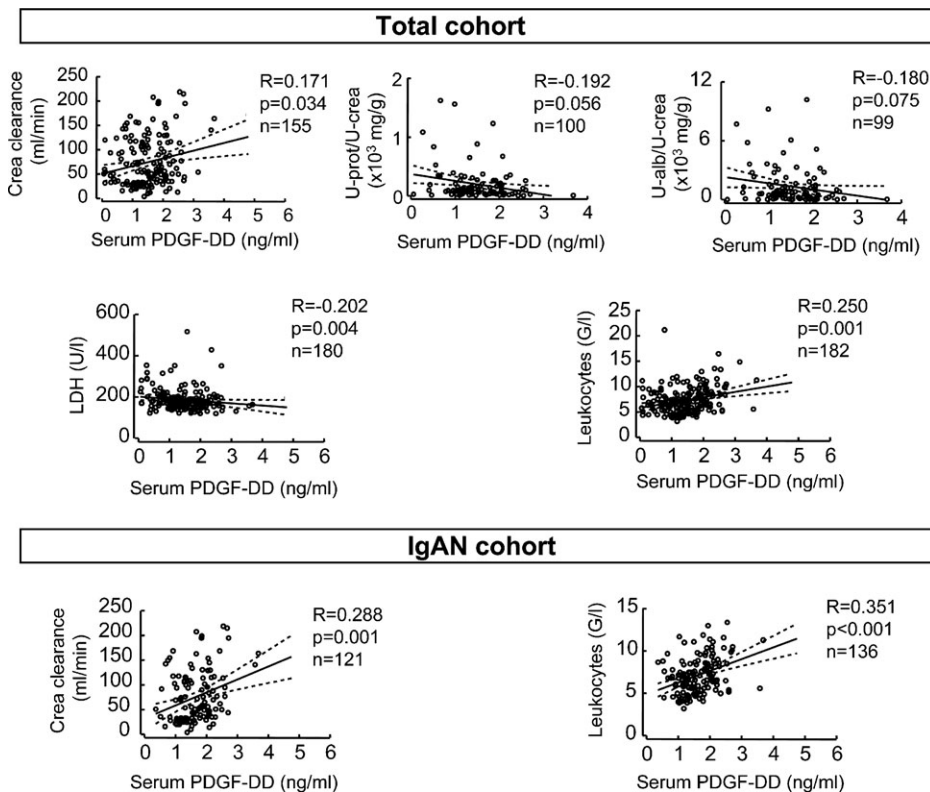 Total cohort
Crea clearance
(ml/min)
250
200
150
100
50
0
0 1 2 3 4 5 6
Serum PDGF-DD (ng/ml)
R=0.171
p=0.034
n=155
U-prot/U-crea
(x10³ mg/g)
2
1
0
0 1 2 3 4
Serum PDGF-DD (ng/ml)
R=-0.192
p=0.056
n=100
U-alb/U-crea
(x10³ mg/g)
12
6
0
0 1 2 3 4
Serum PDGF-DD (ng/ml)
R=-0.180
p=0.075
n=99
LDH (U/l)
600
400
200
0
0 1 2 3 4 5 6
Serum PDGF-DD (ng/ml)
R=-0.202
p=0.004
n=180
Leukocytes (G/l)
25
20
15
10
5
0
0 1 2 3 4 5 6
Serum PDGF-DD (ng/ml)
R=0.250
p=0.001
n=182
IgAN cohort
Crea clearance
ml/min)
250
200
150
100
50
0
0 1 2 3 4 5 6
Serum PDGF-DD (ng/ml)
R=0.288
p=0.001
n=121
Leukocytes (G/l)
15
10
5
0
0 1 2 3 4 5 6
Serum PDGF-DD (ng/ml)
R=0.351
p<0.001
n=136